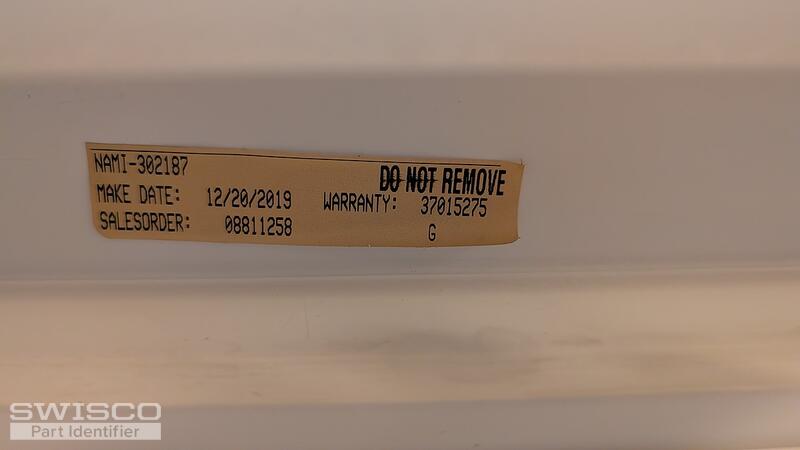 NAMI-302187
DO NOT REMOVE
MAKE DATE: 12/20/2019 WARRANTY: 37015275
SALESORDER: 08811258 G
SWISCO
Part Identifier